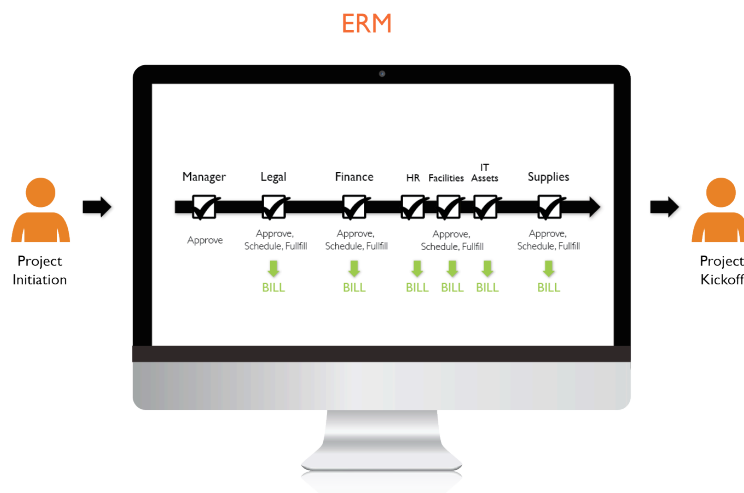 ERM
Manager
Legal
Finance
HR
Facilities
IT
Assets
Supplies
Approve
Approve,
Schedule, Fullfill
Approve,
Schedule, Fullfill
Approve,
Schedule, Fullfill
Approve,
Schedule, Fullfill
BILL
BILL
BILL
BILL
BILL
BILL
Project
Initiation
Project
Kickoff